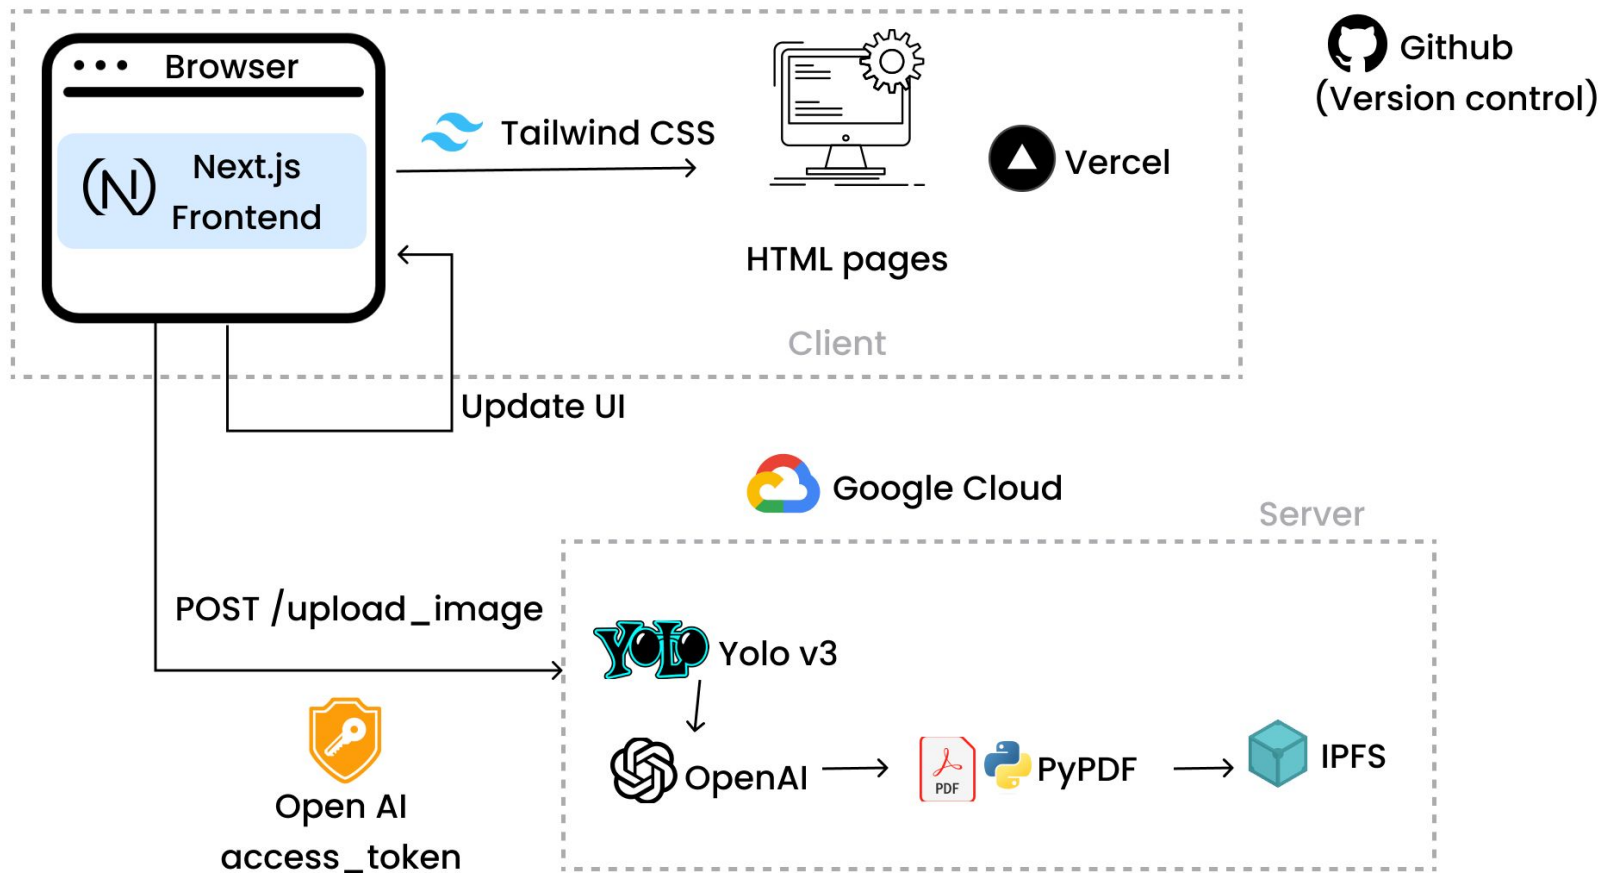 Browser
Next.js
Frontend
Tailwind CSS
HTML pages
Vercel
Client
Github
(Version control)
Update UI
Google Cloud
Server
POST /upload_image
Open AI
access_token
YOLO
Yolo v3
OpenAI
PDF
PyPDF
IPFS